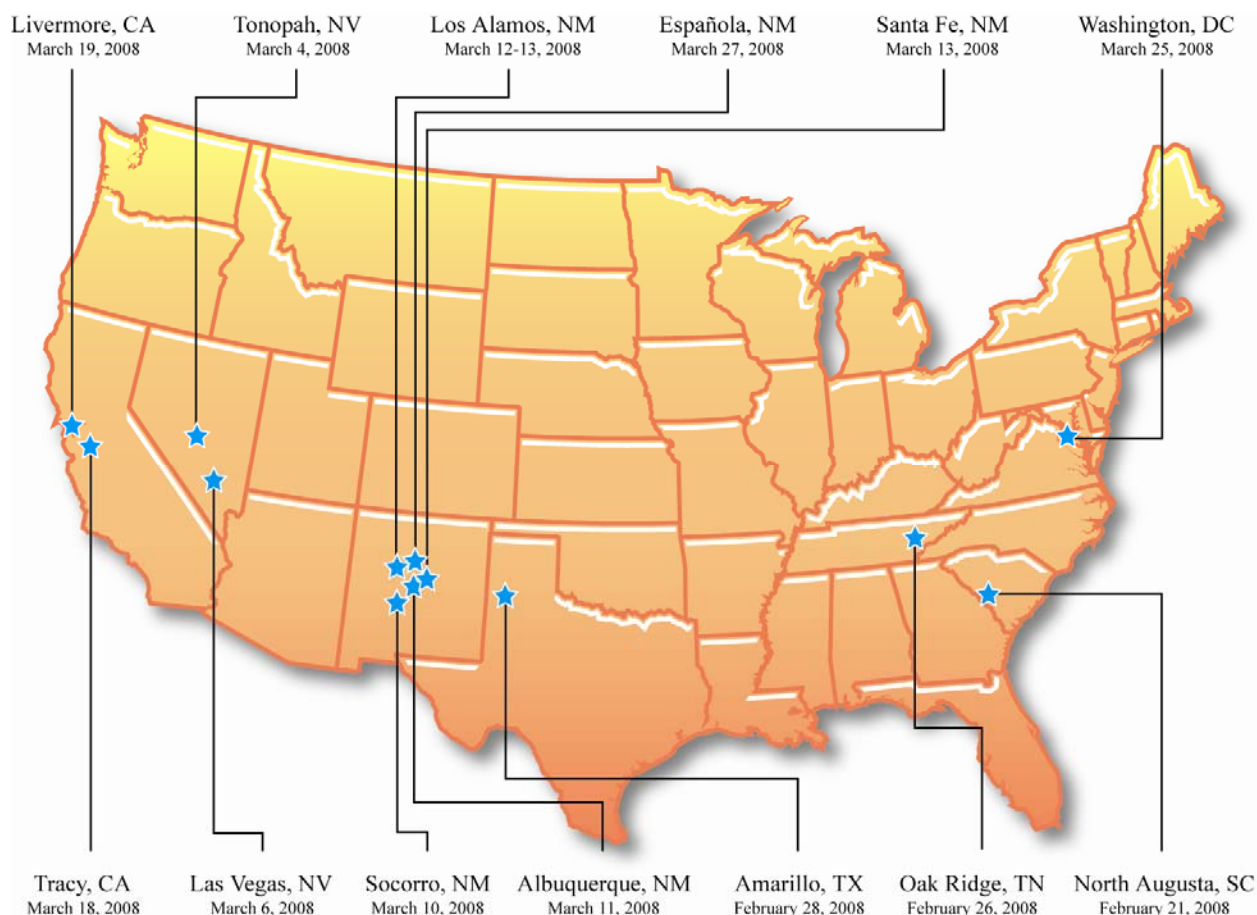 Livermore, CA
March 19, 2008
Tonopah, NV
March 4, 2008
Los Alamos, NM
March 12-13, 2008
Española, NM
March 27, 2008
Santa Fe, NM
March 13, 2008
Washington, DC
March 25, 2008
Tracy, CA
March 18, 2008
Las Vegas, NV
March 6, 2008
Socorro, NM
March 10, 2008
Albuquerque, NM
March 11, 2008
Amarillo, TX
February 28, 2008
Oak Ridge, TN
February 26, 2008
North Augusta, SC
February 21, 2008